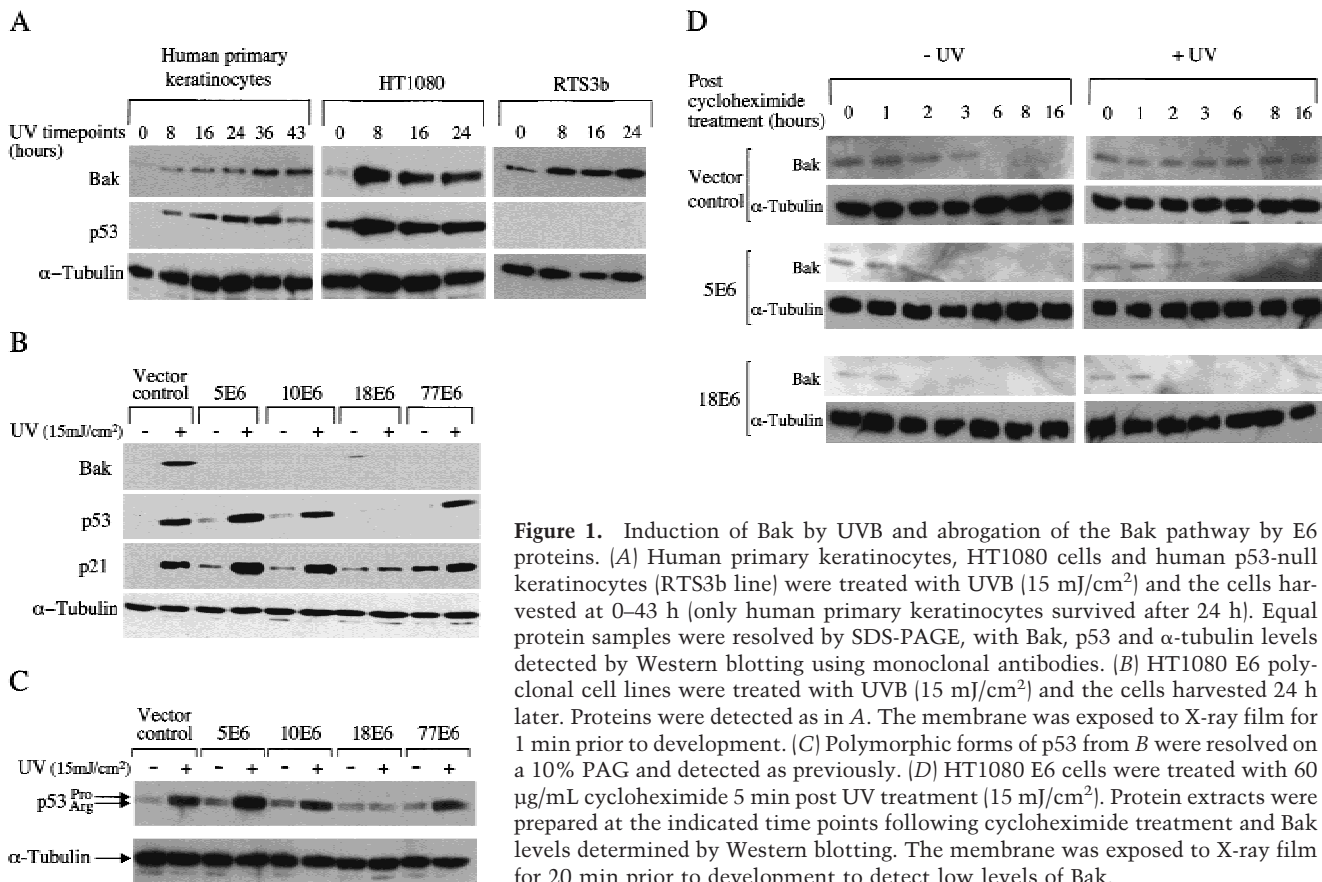 A
Human primary
keratinocytes
HT1080
RTS3b
UV timepoints
(hours)
0 8 16 24 36 43
0 8 16 24
0 8 16 24
Bak
p53
α–Tubulin
B
Vector
control
5E6 10E6 18E6 77E6
UV (15mJ/cm²) - + - + - + - + - +
Bak
p53
p21
α–Tubulin
C
Vector
control
5E6 10E6 18E6 77E6
UV (15mJ/cm²) - + - + - + - + - +
p53 Pro
Arg
α-Tubulin
D
- UV
+ UV
Post
cycloheximide
treatment (hours)
0 1 2 3 6 8 16
0 1 2 3 6 8 16
Vector
control
Bak
α-Tubulin
5E6
Bak
α-Tubulin
18E6
Bak
α-Tubulin
Figure 1. Induction of Bak by UVB and abrogation of the Bak pathway by E6
proteins. (A) Human primary keratinocytes, HT1080 cells and human p53-null
keratinocytes (RTS3b line) were treated with UVB (15 mJ/cm²) and the cells har-
vested at 0–43 h (only human primary keratinocytes survived after 24 h). Equal
protein samples were resolved by SDS-PAGE, with Bak, p53 and α-tubulin levels
detected by Western blotting using monoclonal antibodies. (B) HT1080 E6 poly-
clonal cell lines were treated with UVB (15 mJ/cm²) and the cells harvested 24 h
later. Proteins were detected as in A. The membrane was exposed to X-ray film for
1 min prior to development. (C) Polymorphic forms of p53 from B were resolved on
a 10% PAG and detected as previously. (D) HT1080 E6 cells were treated with 60
µg/mL cycloheximide 5 min post UV treatment (15 mJ/cm²). Protein extracts were
prepared at the indicated time points following cycloheximide treatment and Bak
levels determined by Western blotting. The membrane was exposed to X-ray film
for 20 min prior to development to detect low levels of Bak.